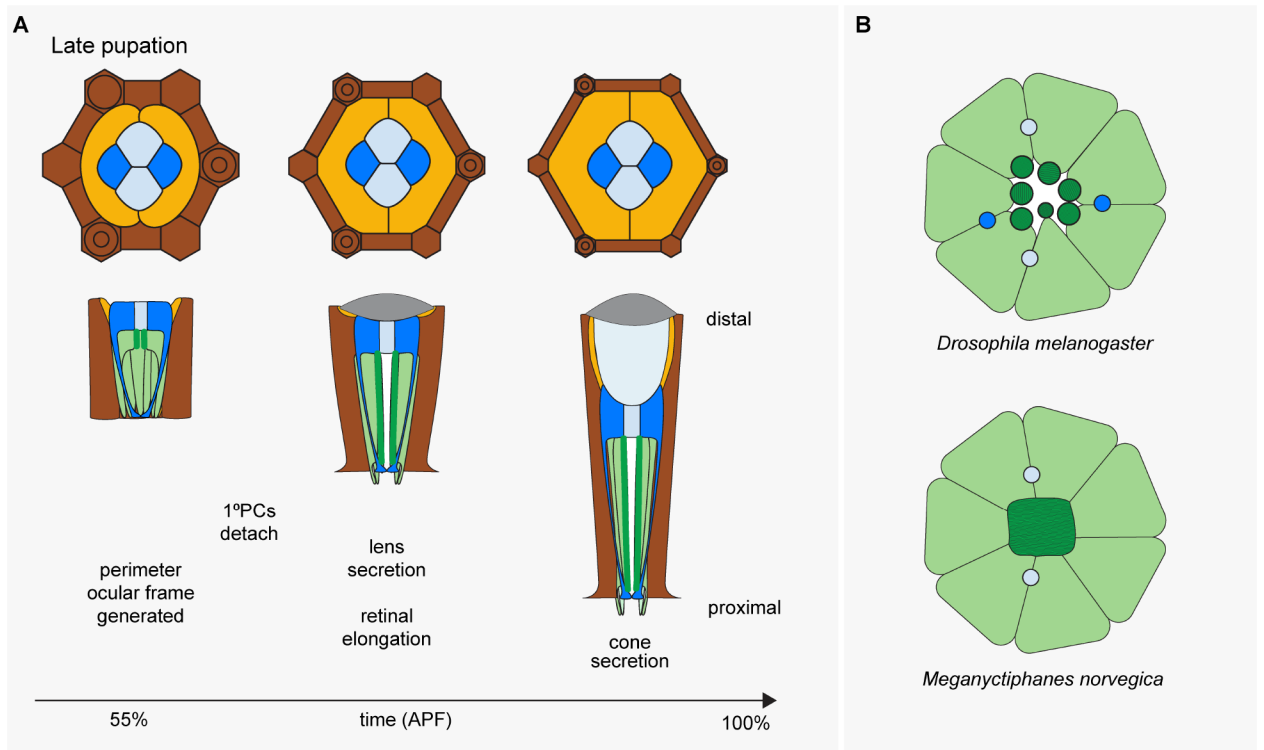 A
Late pupation
distal
proximal
1ºPCs
detach
perimeter
ocular frame
generated
lens
secretion
retinal
elongation
cone
secretion
55%
time (APF)
100%
B
Drosophila melanogaster
Meganyctiphanes norvegica